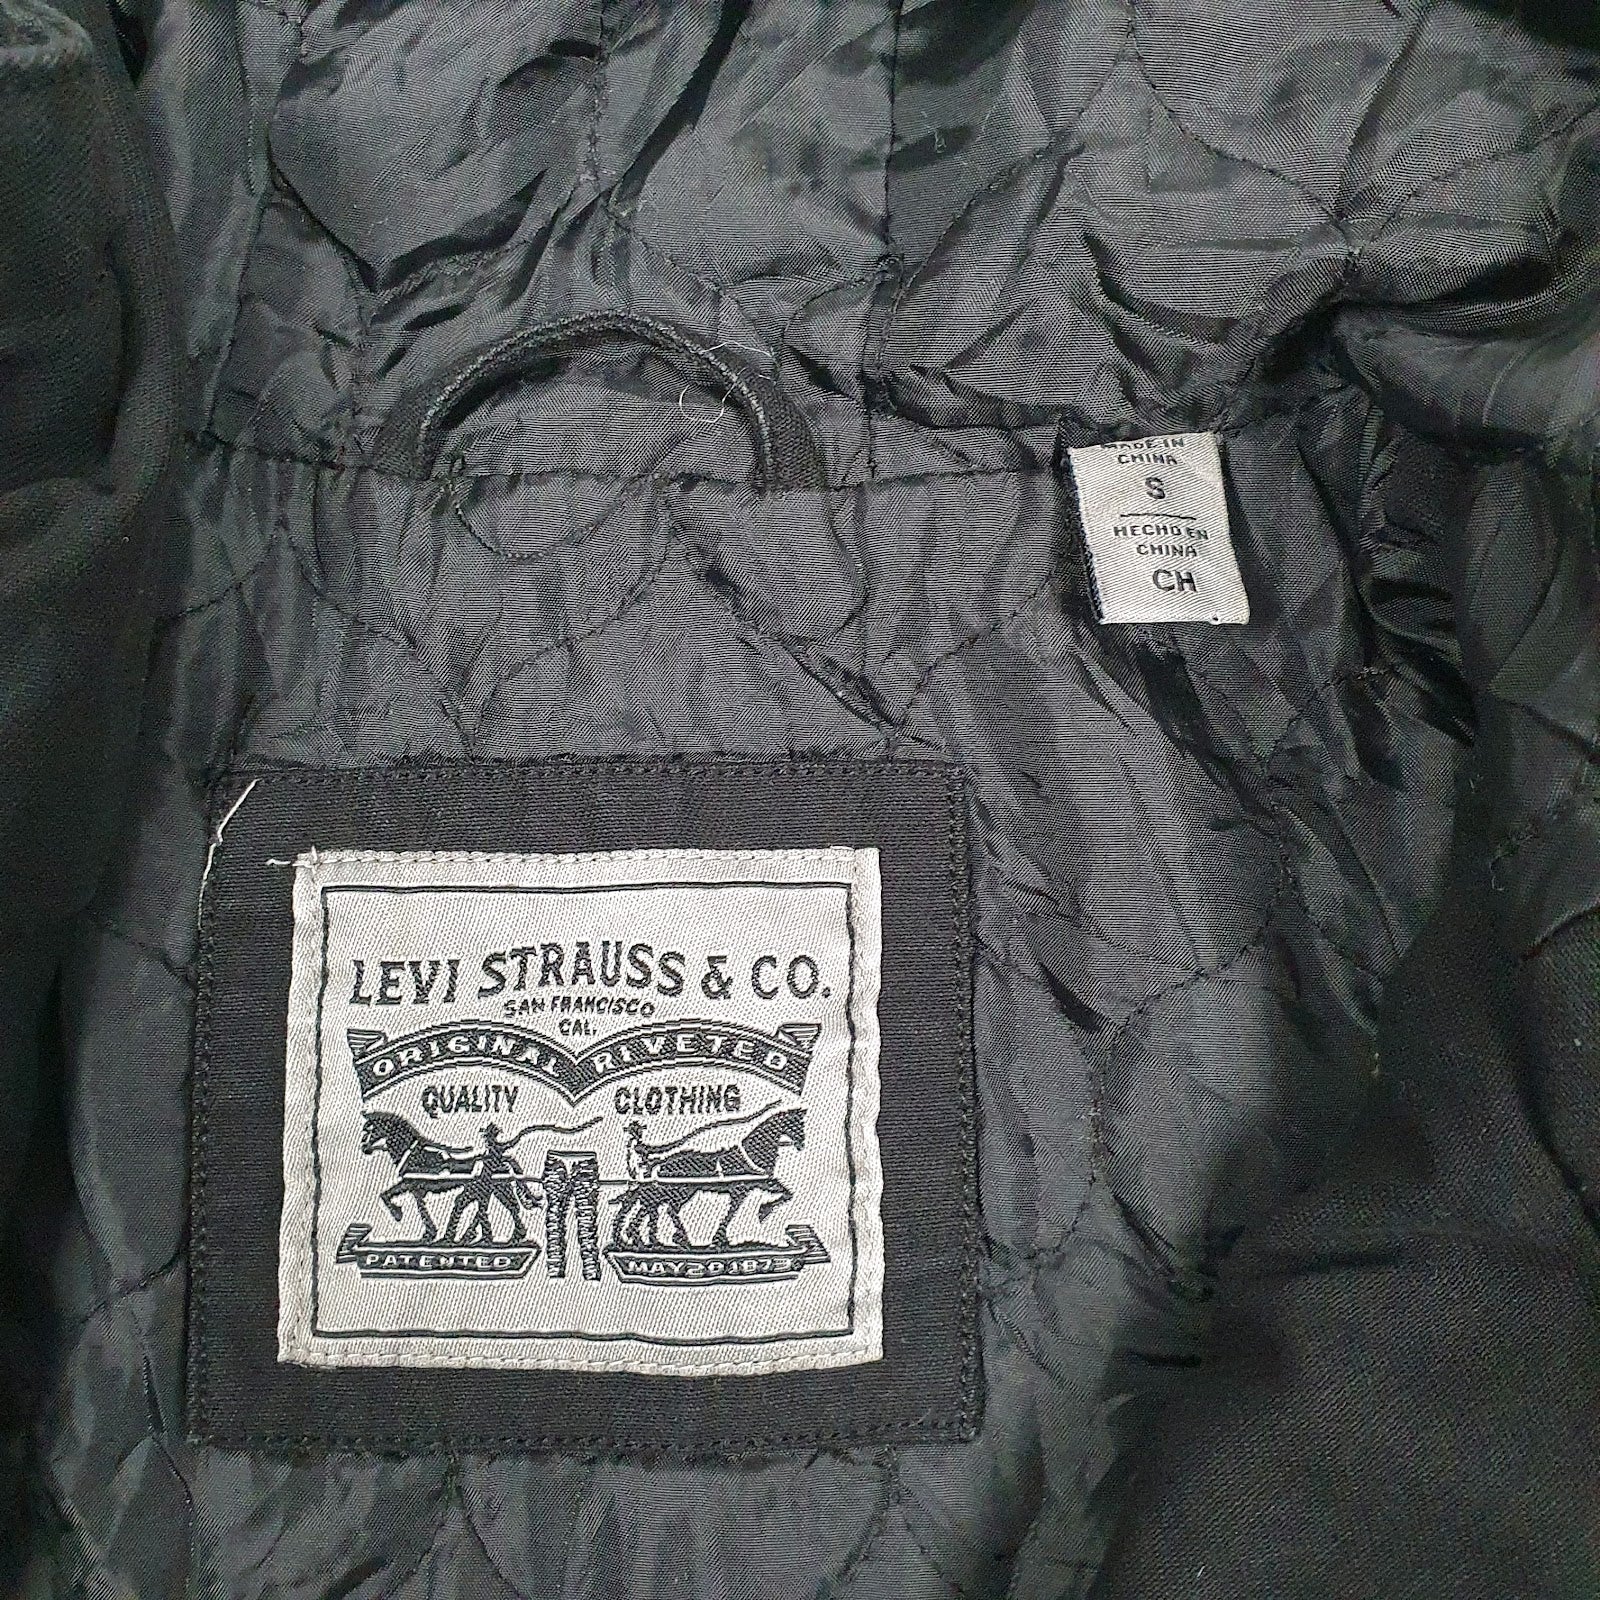 MADE IN
CHINA
S
HECHO EN
CHINA
CH
LEVI STRAUSS & CO.
SAN FRANCISCO
CAL.
ORIGINAL RIVETED
QUALITY CLOTHING
PATENTED MAY 20 1873